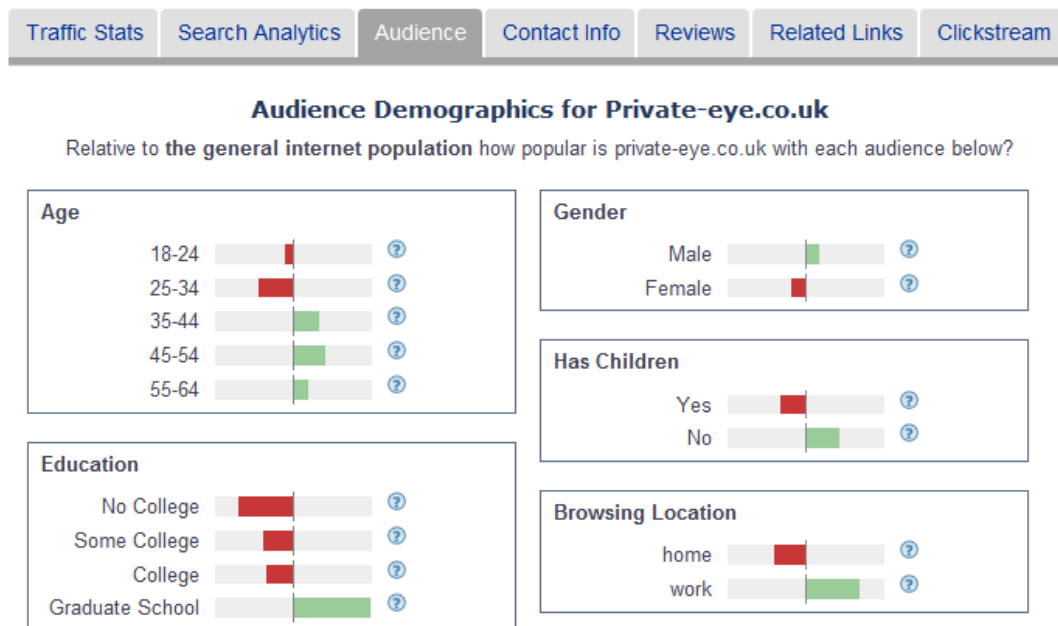 Traffic Stats Search Analytics Audience Contact Info Reviews Related Links Clickstream
Audience Demographics for Private-eye.co.uk
Relative to the general internet population how popular is private-eye.co.uk with each audience below?
Age
18-24 ?
25-34 ?
35-44 ?
45-54 ?
55-64 ?
Education
No College ?
Some College ?
College ?
Graduate School ?
Gender
Male ?
Female ?
Has Children
Yes ?
No ?
Browsing Location
home ?
work ?